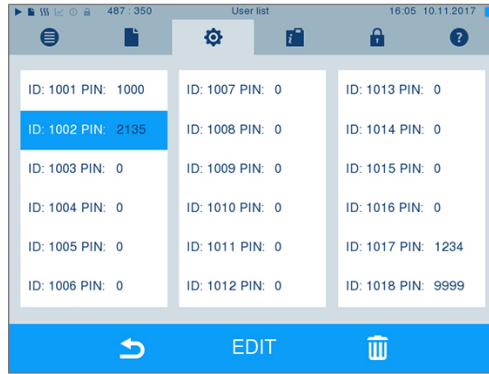 487 : 350 User list 16:05 10.11.2017
ID: 1001 PIN: 1000
ID: 1002 PIN: 2135
ID: 1003 PIN: 0
ID: 1004 PIN: 0
ID: 1005 PIN: 0
ID: 1006 PIN: 0
ID: 1007 PIN: 0
ID: 1008 PIN: 0
ID: 1009 PIN: 0
ID: 1010 PIN: 0
ID: 1011 PIN: 0
ID: 1012 PIN: 0
ID: 1013 PIN: 0
ID: 1014 PIN: 0
ID: 1015 PIN: 0
ID: 1016 PIN: 0
ID: 1017 PIN: 1234
ID: 1018 PIN: 9999
EDIT